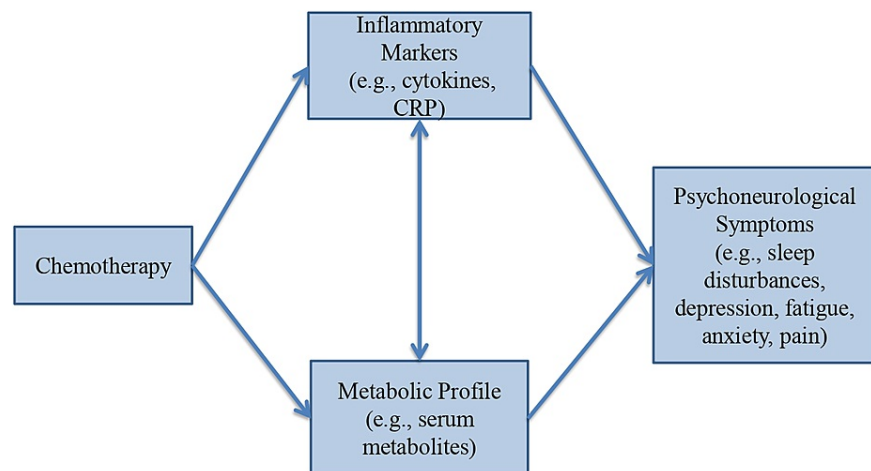 Inflammatory
Markers
(e.g., cytokines,
CRP)
Chemotherapy
Psychoneurological
Symptoms
(e.g., sleep
disturbances,
depression, fatigue,
anxiety, pain)
Metabolic Profile
(e.g., serum
metabolites)